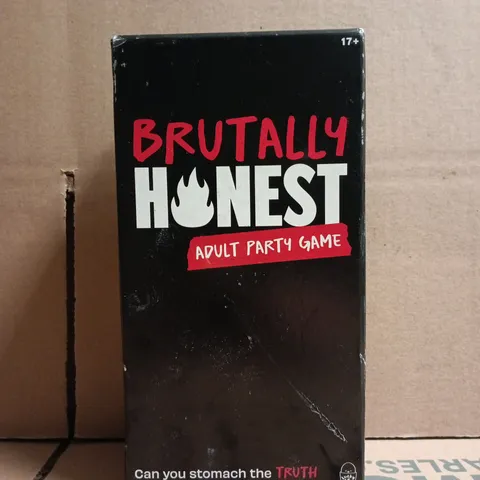 17+
BRUTALLY
HONEST
ADULT PARTY GAME
Can you stomach the TRUTH